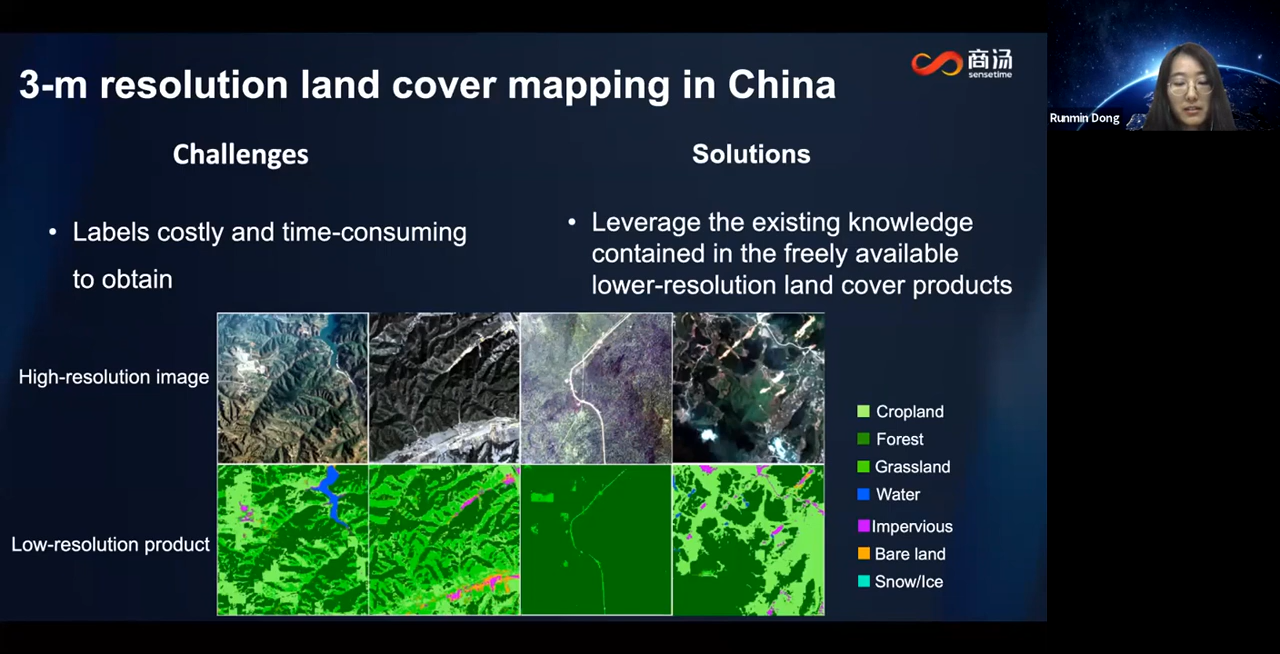 3-m resolution land cover mapping in China
商汤
sensetime
Runmin Dong
Challenges
Solutions
• Labels costly and time-consuming
to obtain
• Leverage the existing knowledge
contained in the freely available
lower-resolution land cover products
High-resolution image
Low-resolution product
Cropland
Forest
Grassland
Water
Impervious
Bare land
Snow/Ice